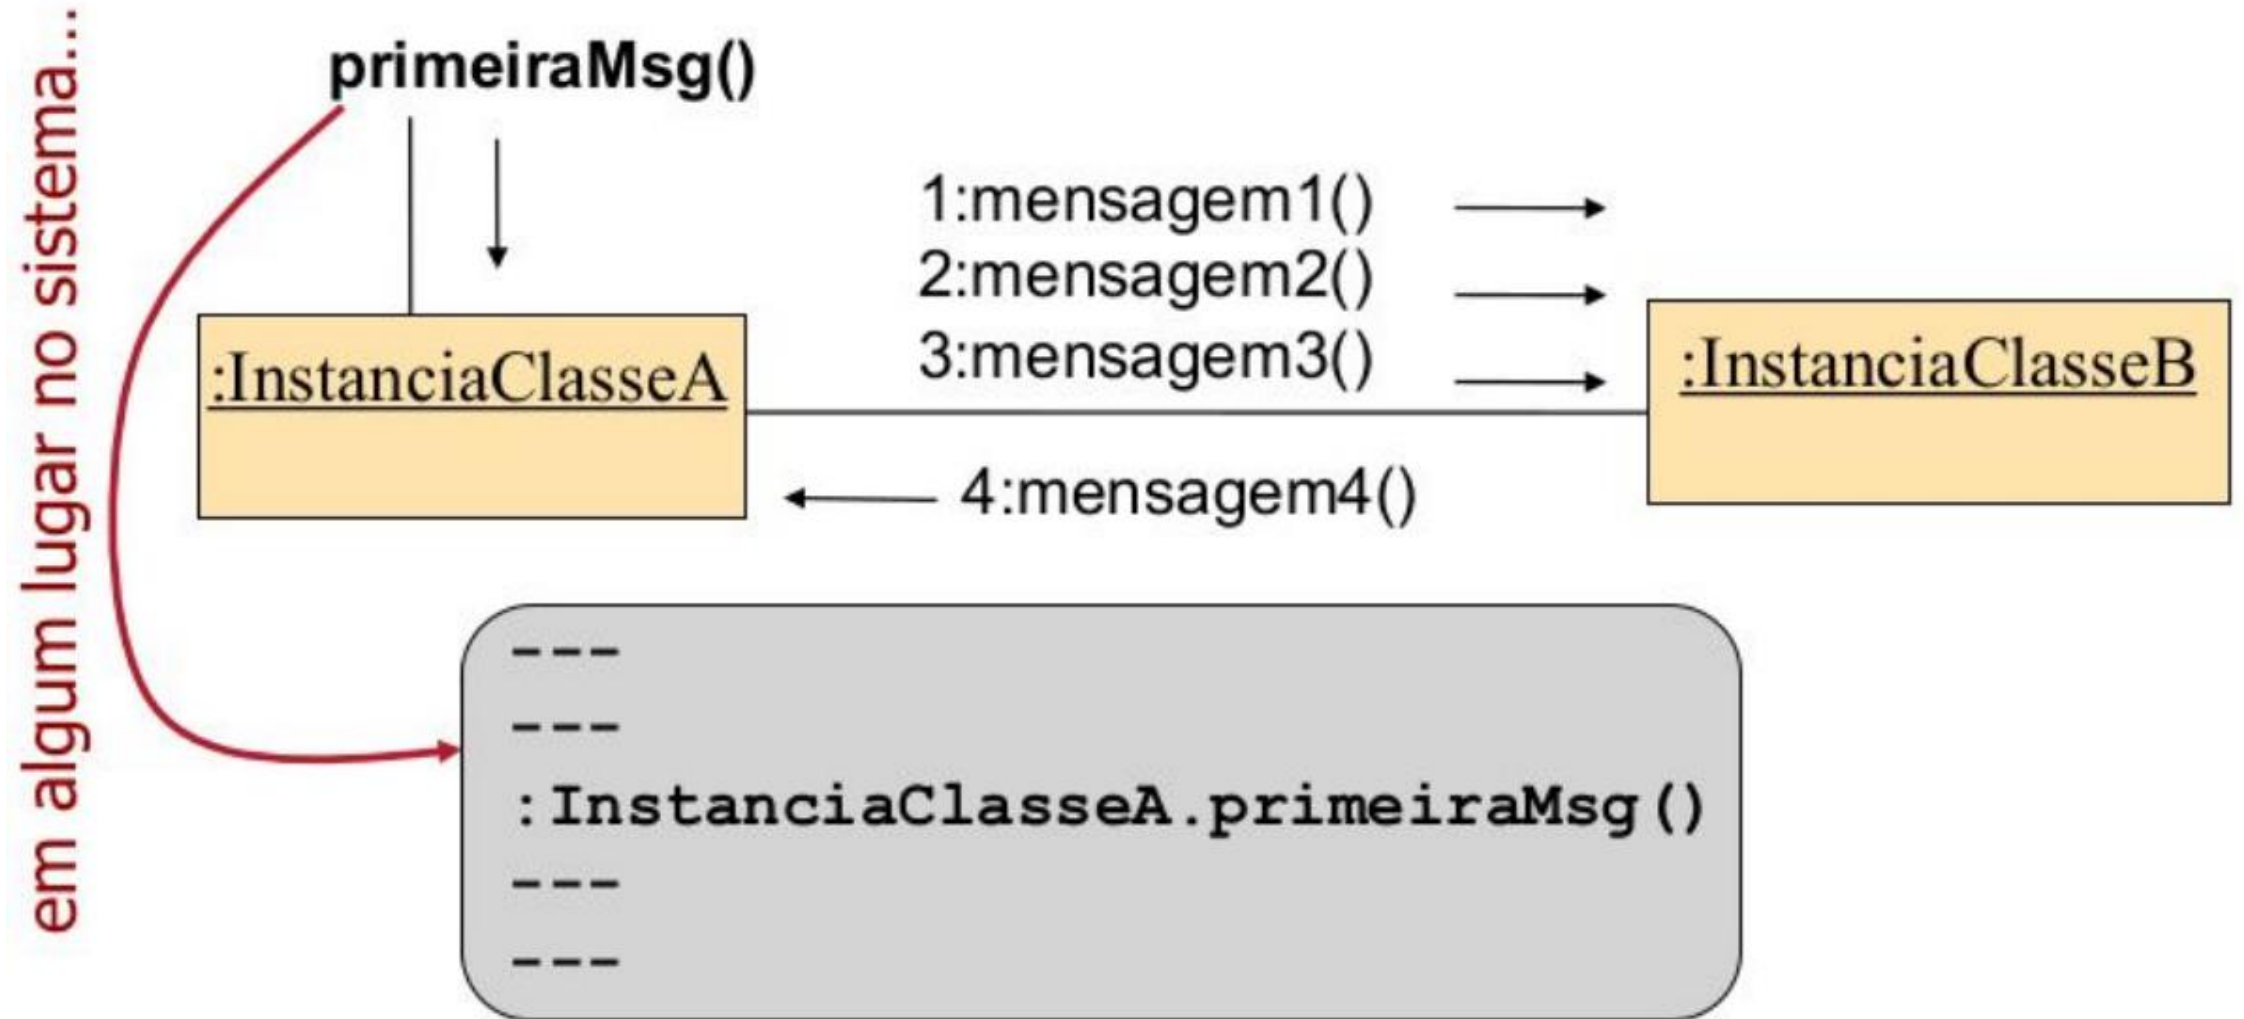 em algum lugar no sistema...
primeiraMsg()
1:mensagem1()
2:mensagem2()
3:mensagem3()
:InstanciaClasseA
:InstanciaClasseB
4:mensagem4()
---
---
:InstanciaClasseA.primeiraMsg()
---
---